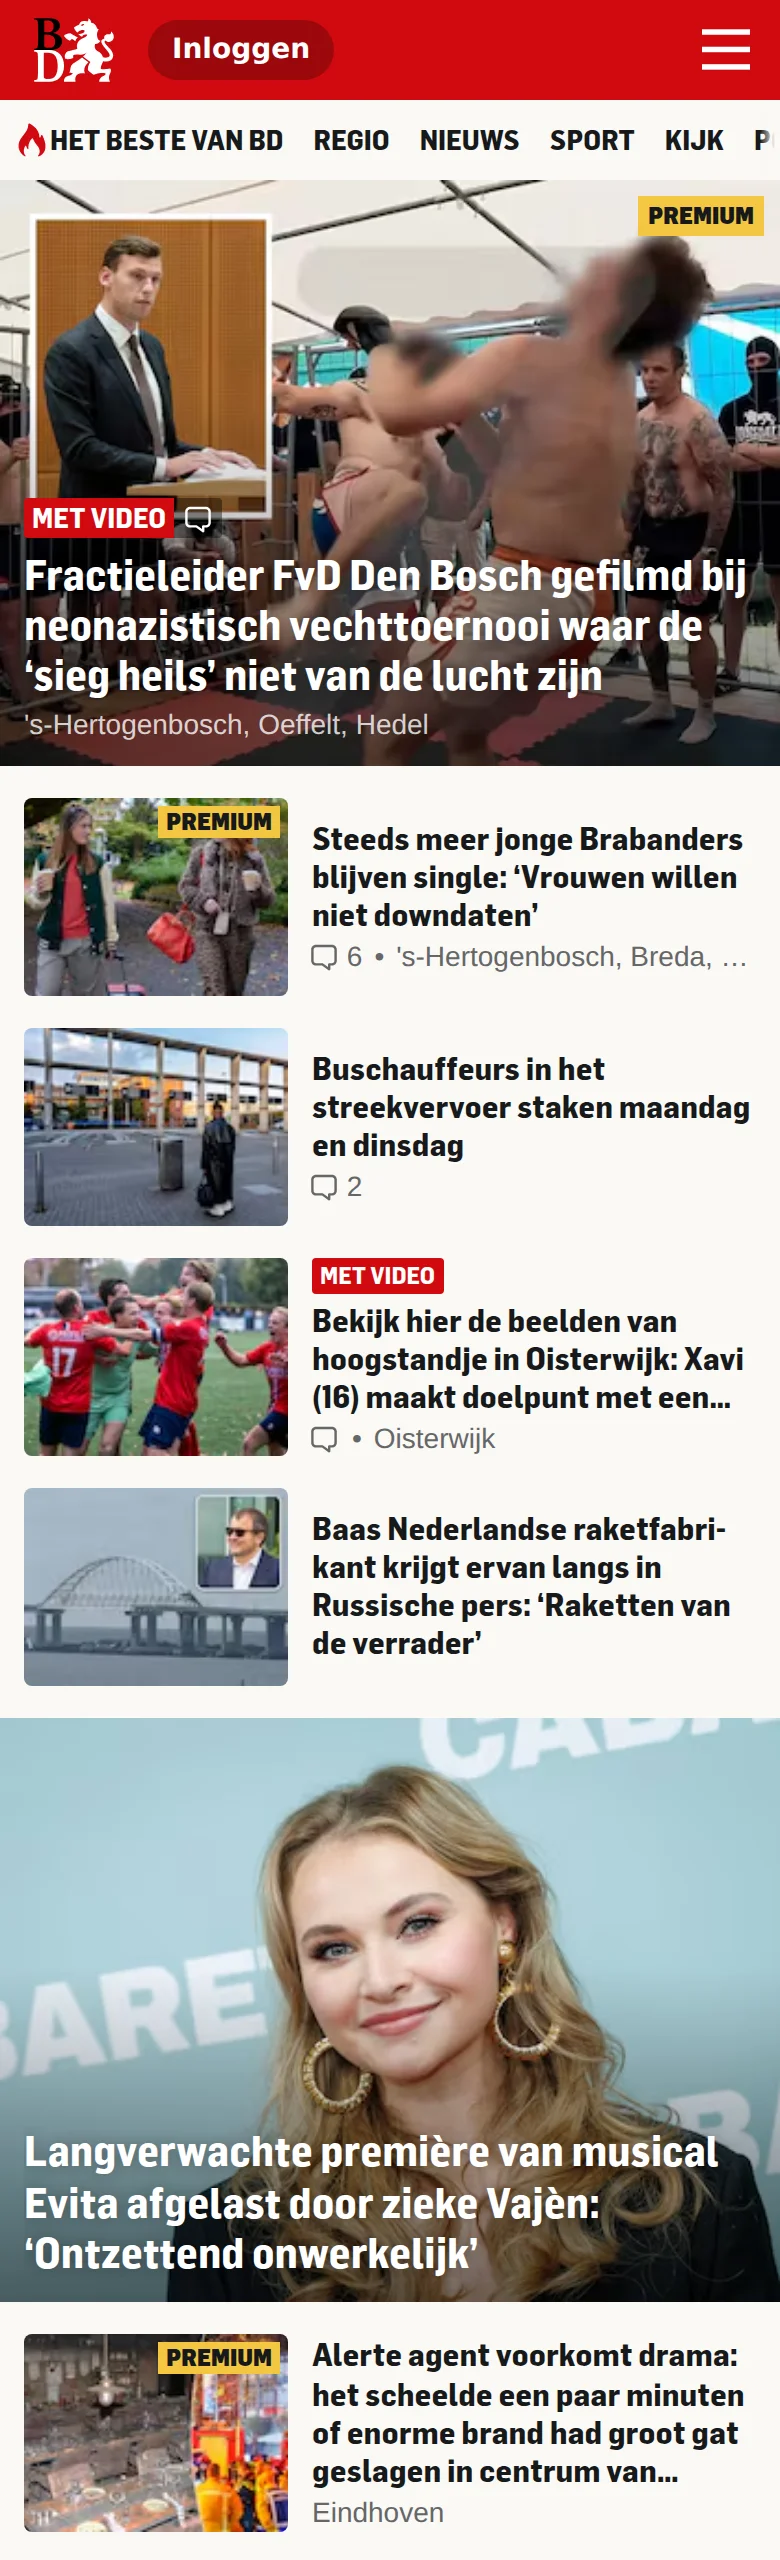 BD
Inloggen
HET BESTE VAN BD REGIO NIEUWS SPORT KIJK
PREMIUM
MET VIDEO
Fractieleider FvD Den Bosch gefilmd bij
neonazistisch vechttoernooi waar de
‘sieg heils’ niet van de lucht zijn
's-Hertogenbosch, Oeffelt, Hedel
PREMIUM
Steeds meer jonge Brabanders
blijven single: ‘Vrouwen willen
niet downdaten’
6 • 's-Hertogenbosch, Breda, …
Buschauffeurs in het
streekvervoer staken maandag
en dinsdag
2
17
MET VIDEO
Bekijk hier de beelden van
hoogstandje in Oisterwijk: Xavi
(16) maakt doelpunt met een...
• Oisterwijk
Baas Nederlandse raketfabri-
kant krijgt ervan langs in
Russische pers: ‘Raketten van
de verrader’
CABA
BARET
BA
Langverwachte première van musical
Evita afgelast door zieke Vajèn:
‘Ontzettend onwerkelijk’
PREMIUM
Alerte agent voorkomt drama:
het scheelde een paar minuten
of enorme brand had groot gat
geslagen in centrum van...
Eindhoven